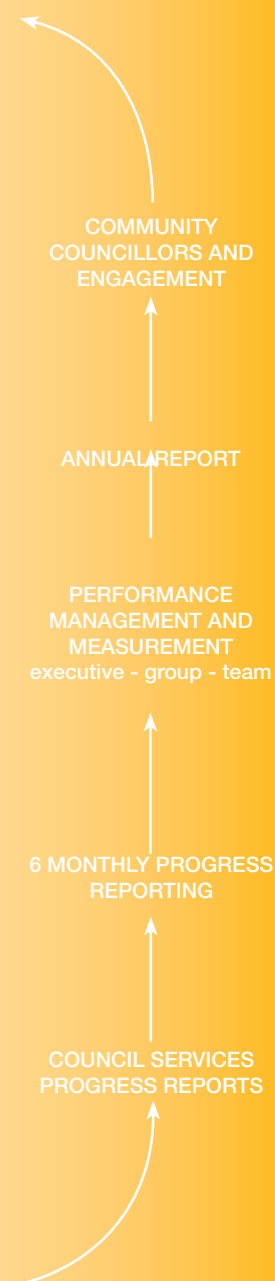 COMMUNITY
COUNCILLORS AND
ENGAGEMENT
ANNUAL REPORT
PERFORMANCE
MANAGEMENT AND
MEASUREMENT
executive - group - team
6 MONTHLY PROGRESS
REPORTING
COUNCIL SERVICES
PROGRESS REPORTS